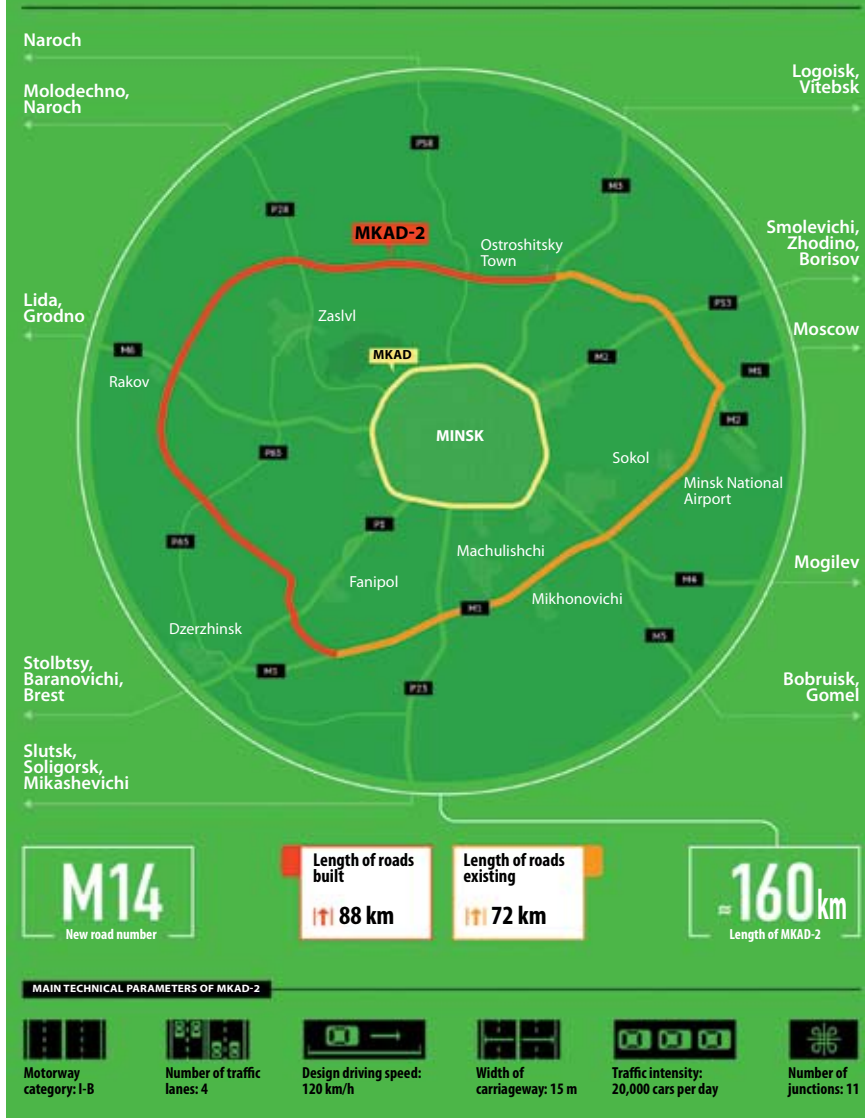 Naroch
Molodechno,
Naroch
Logoisk,
Vitebsk
P58
M3
P28
MKAD-2
Ostroshitsky
Town
Smolevichi,
Zhodino,
Borisov
Lida,
Grodno
Zaslvl
P53
Moscow
M6
MKAD
M2
M1
Rakov
M2
MINSK
P65
Sokol
Minsk National
Airport
P1
P65
Machulishchi
Mogilev
Fanipol
M4
Mikhonovichi
M1
Dzerzhinsk
M5
Stolbtsy,
Baranovichi,
Brest
M1
P23
Bobruisk,
Gomel
Slutsk,
Soligorsk,
Mikashevichi
M14
New road number
Length of roads
built
88 km
Length of roads
existing
72 km
≈160 km
Length of MKAD-2
MAIN TECHNICAL PARAMETERS OF MKAD-2
Motorway
category: I-B
Number of traffic
lanes: 4
Design driving speed:
120 km/h
Width of
carriageway: 15 m
Traffic intensity:
20,000 cars per day
Number of
junctions: 11